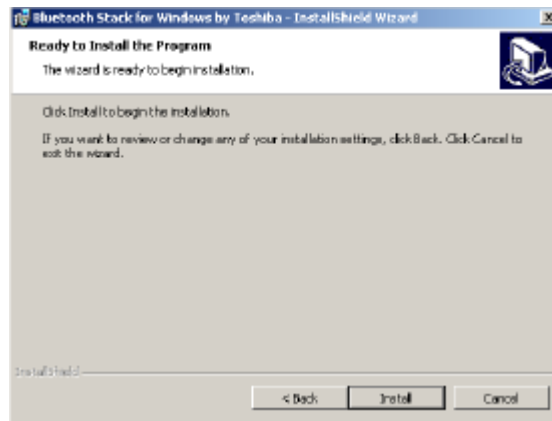 Bluetooth Stack for Windows by Toshiba - InstallShield Wizard
Ready to Install the Program
The wizard is ready to begin installation.
Click Install to begin the installation.
If you want to review or change any of your installation settings, click Back. Click Cancel to
exit the wizard.
InstallShield
< Back Install Cancel